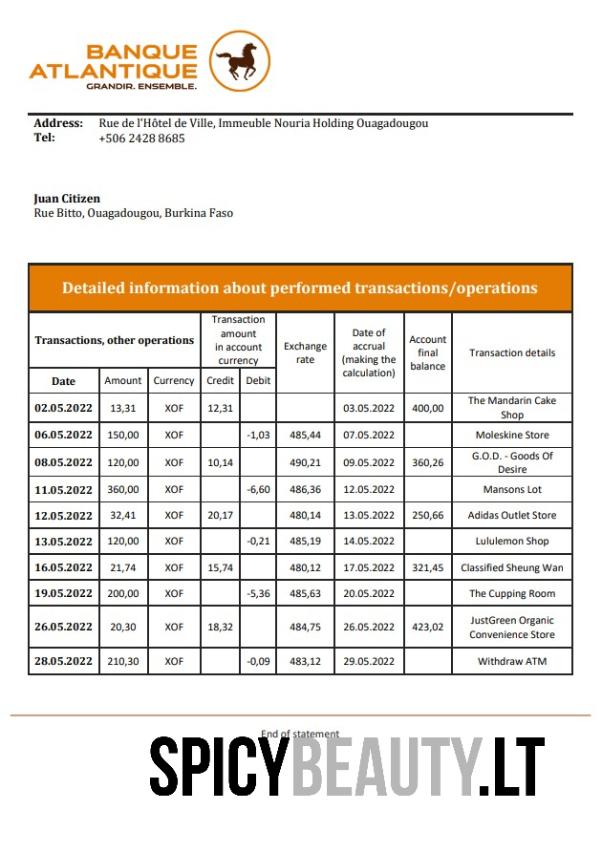 BANQUE
ATLANTIQUE
GRANDIR. ENSEMBLE.
Address: Rue de l'Hôtel de Ville, Immeuble Nouria Holding Ouagadougou
Tel: +506 2428 8685
Juan Citizen
Rue Bitto, Ouagadougou, Burkina Faso
Detailed information about performed transactions/operations
Transactions, other operations
Transaction
amount
in account
currency
Exchange
rate
Date of
accrual
(making the
calculation)
Account
final
balance
Transaction details
Date Amount Currency Credit Debit
02.05.2022 13,31 XOF 12,31 03.05.2022 400,00 The Mandarin Cake
Shop
06.05.2022 150,00 XOF -1,03 485,44 07.05.2022 Moleskine Store
08.05.2022 120,00 XOF 10,14 490,21 09.05.2022 360,26 G.O.D. - Goods Of
Desire
11.05.2022 360,00 XOF -6,60 486,36 12.05.2022 Mansons Lot
12.05.2022 32,41 XOF 20,17 480,14 13.05.2022 250,66 Adidas Outlet Store
13.05.2022 120,00 XOF -0,21 485,19 14.05.2022 Lululemon Shop
16.05.2022 21,74 XOF 15,74 480,12 17.05.2022 321,45 Classified Sheung Wan
19.05.2022 200,00 XOF -5,36 485,63 20.05.2022 The Cupping Room
26.05.2022 20,30 XOF 18,32 484,75 26.05.2022 423,02 JustGreen Organic
Convenience Store
28.05.2022 210,30 XOF -0,09 483,12 29.05.2022 Withdraw ATM
End of statement
SPICYBEAUTY.LT